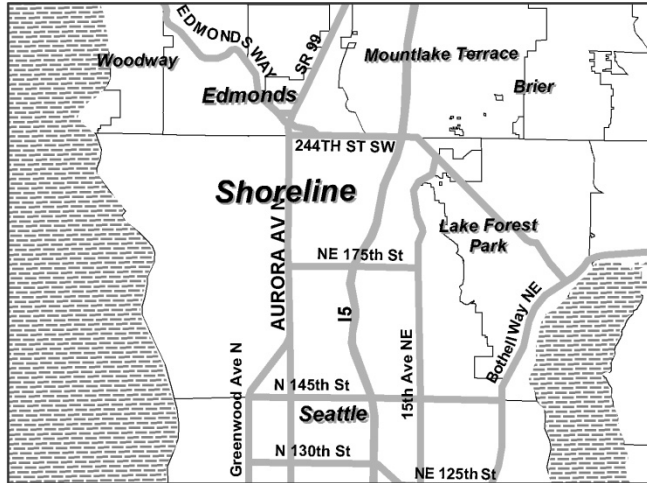 EDMONDS WAY
SR 99
Woodway
Mountlake Terrace
Brier
Edmonds
244TH ST SW
Shoreline
Lake Forest
Park
AURORA AV N
NE 175th St
I5
Bothell Way NE
15th Ave NE
Greenwood Ave N
N 145th St
Seattle
N 130th St
NE 125th St